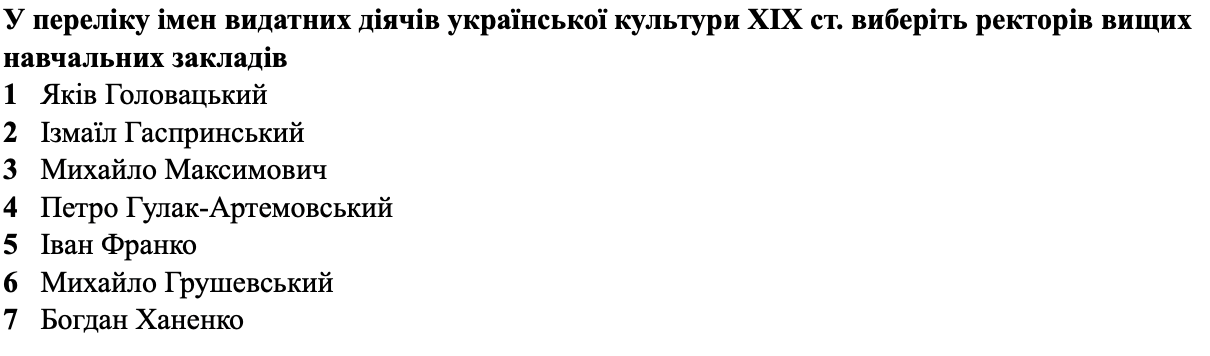 У переліку імен видатних діячів української культури XIX ст. виберіть ректорів вищих
навчальних закладів
1 Яків Головацький
2 Ізмаїл Гаспринський
3 Михайло Максимович
4 Петро Гулак-Артемовський
5 Іван Франко
6 Михайло Грушевський
7 Богдан Ханенко